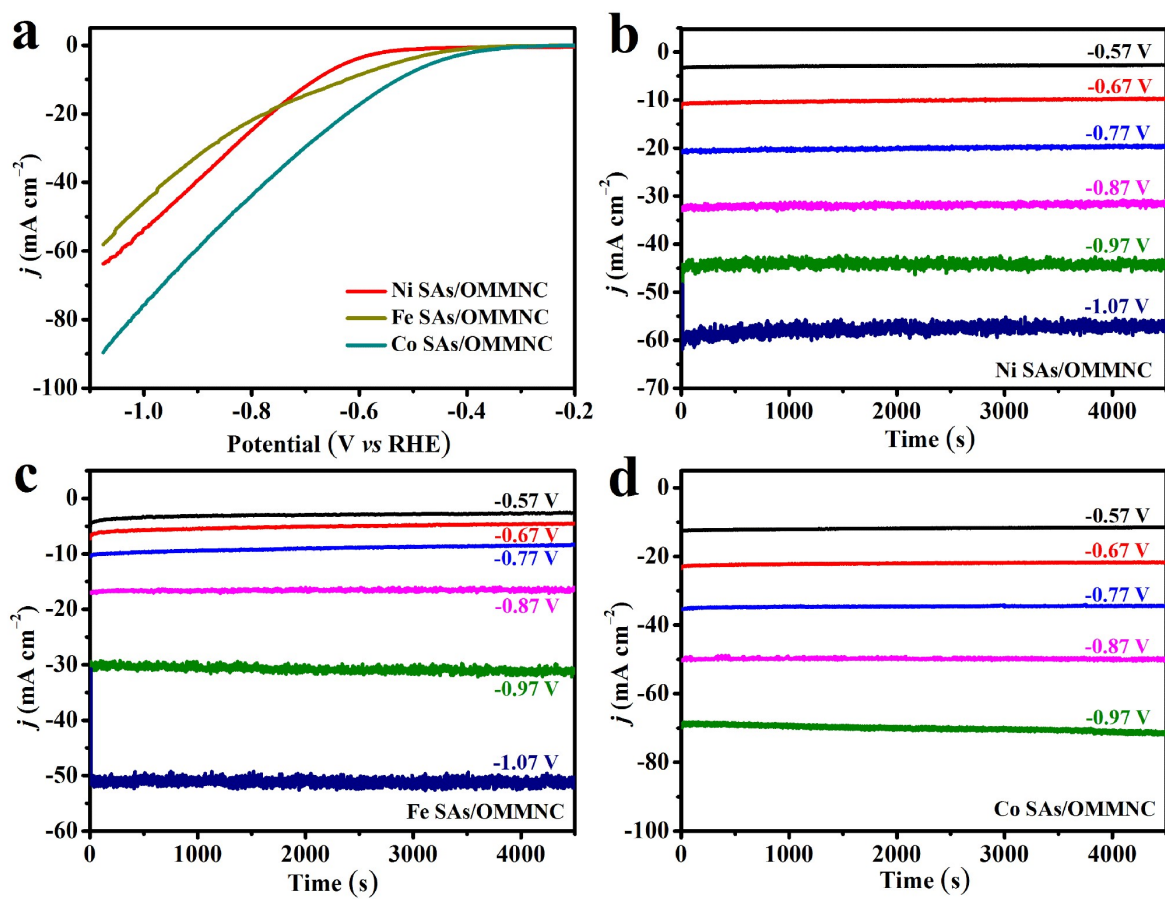 a
0
-20
-40
-60
-80
-100
j (mA cm⁻²)
Ni SAs/OMMNC
Fe SAs/OMMNC
Co SAs/OMMNC
-1.0 -0.8 -0.6 -0.4 -0.2
Potential (V vs RHE)
b
0
-10
-20
-30
-40
-50
-60
-70
j (mA cm⁻²)
-0.57 V
-0.67 V
-0.77 V
-0.87 V
-0.97 V
-1.07 V
Ni SAs/OMMNC
0 1000 2000 3000 4000
Time (s)
c
0
-10
-20
-30
-40
-50
-60
j (mA cm⁻²)
-0.57 V
-0.67 V
-0.77 V
-0.87 V
-0.97 V
-1.07 V
Fe SAs/OMMNC
0 1000 2000 3000 4000
Time (s)
d
0
-20
-40
-60
-80
-100
j (mA cm⁻²)
-0.57 V
-0.67 V
-0.77 V
-0.87 V
-0.97 V
Co SAs/OMMNC
0 1000 2000 3000 4000
Time (s)